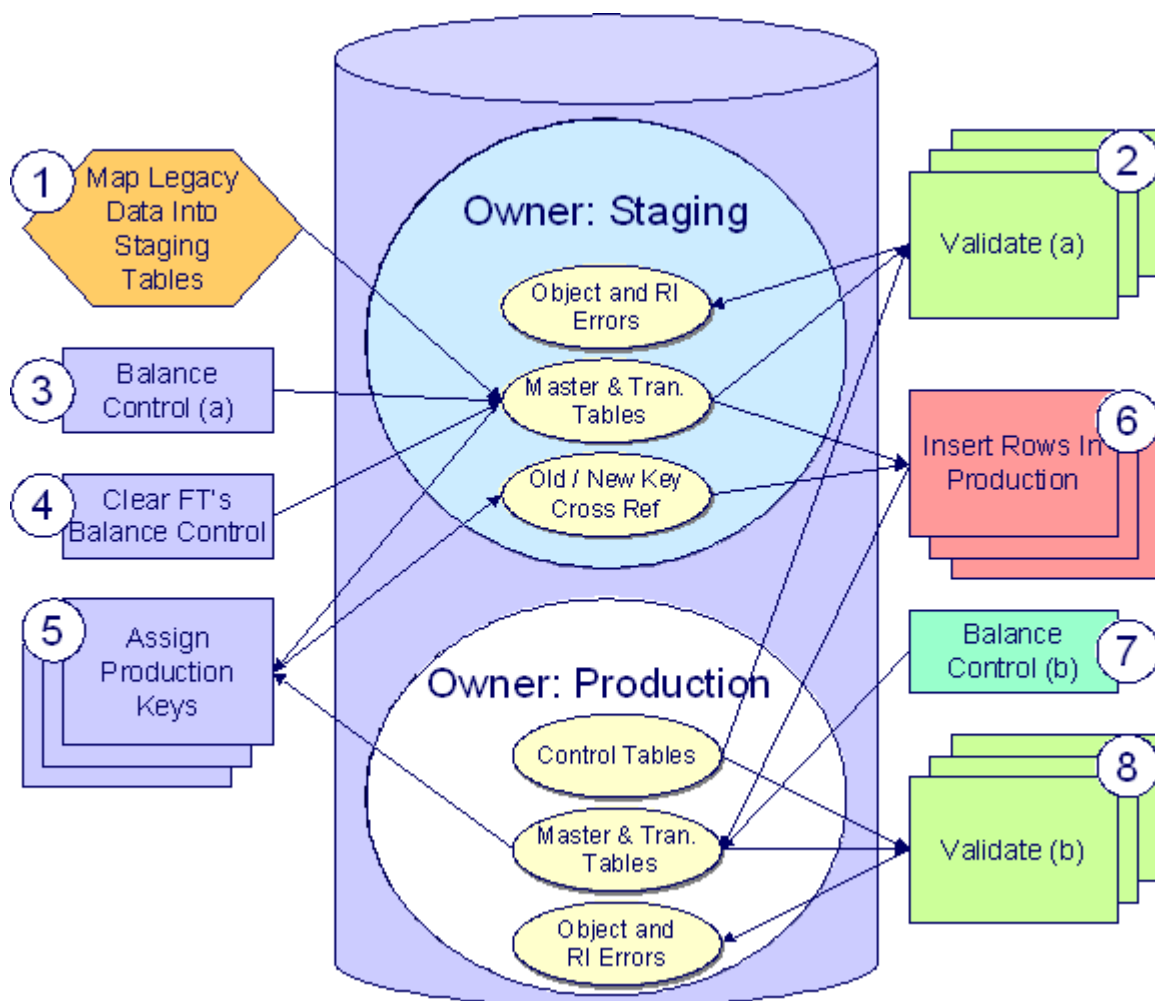 1
Map Legacy
Data Into
Staging
Tables
3
Balance
Control (a)
4
Clear FT's
Balance Control
5
Assign
Production
Keys
Owner: Staging
Object and RI
Errors
Master & Tran.
Tables
Old / New Key
Cross Ref
Owner: Production
Control Tables
Master & Tran.
Tables
Object and
RI Errors
2
Validate (a)
6
Insert Rows In
Production
Balance
Control (b)
7
8
Validate (b)